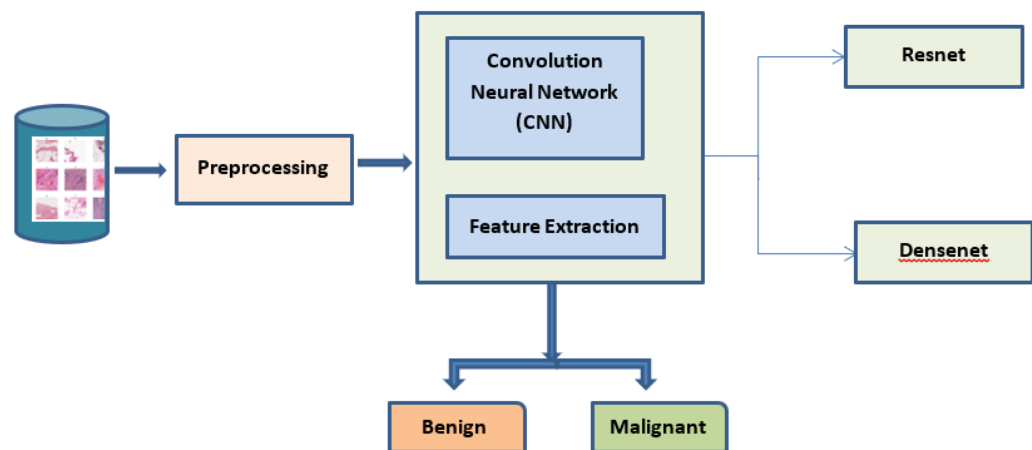 Convolution
Neural Network
(CNN)
Resnet
Preprocessing
Feature Extraction
Densenet
Benign
Malignant